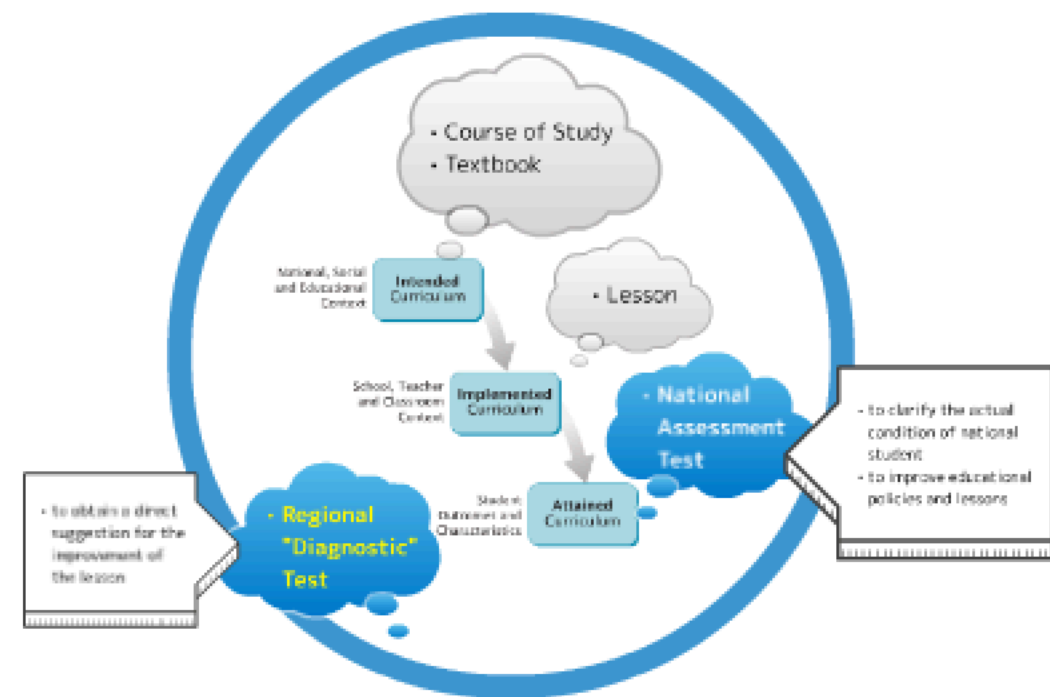 • Course of Study
• Textbook
National, Social
and Educational
Context
Intended
Curriculum
• Lesson
School, Teacher
and Classroom
Context
Implemented
Curriculum
• National
Assessment
Test
• to clarify the actual
condition of national
student
• to improve educational
policies and lessons
Student
Outcomes and
Characteristics
Attained
Curriculum
• Regional
"Diagnostic"
Test
• to obtain a direct
suggestion for the
improvement of
the lesson